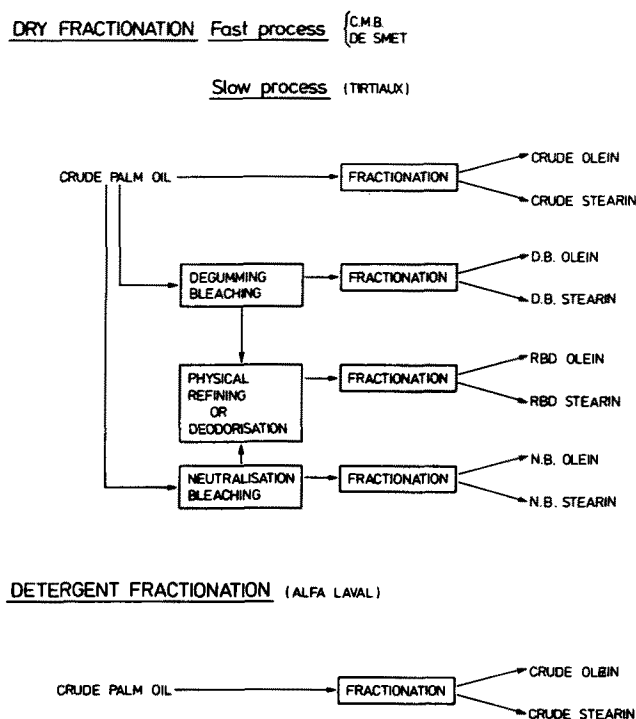 DRY FRACTIONATION Fast process { C.M.B.
DE SMET
Slow process (TIRTIAUX)
CRUDE PALM OIL
FRACTIONATION
CRUDE OLEIN
CRUDE STEARIN
DEGUMMING
BLEACHING
FRACTIONATION
D.B. OLEIN
D.B. STEARIN
PHYSICAL
REFINING
OR
DEODORISATION
FRACTIONATION
RBD OLEIN
RBD STEARIN
NEUTRALISATION
BLEACHING
FRACTIONATION
N.B. OLEIN
N.B. STEARIN
DETERGENT FRACTIONATION (ALFA LAVAL)
CRUDE PALM OIL
FRACTIONATION
CRUDE OLEIN
CRUDE STEARIN